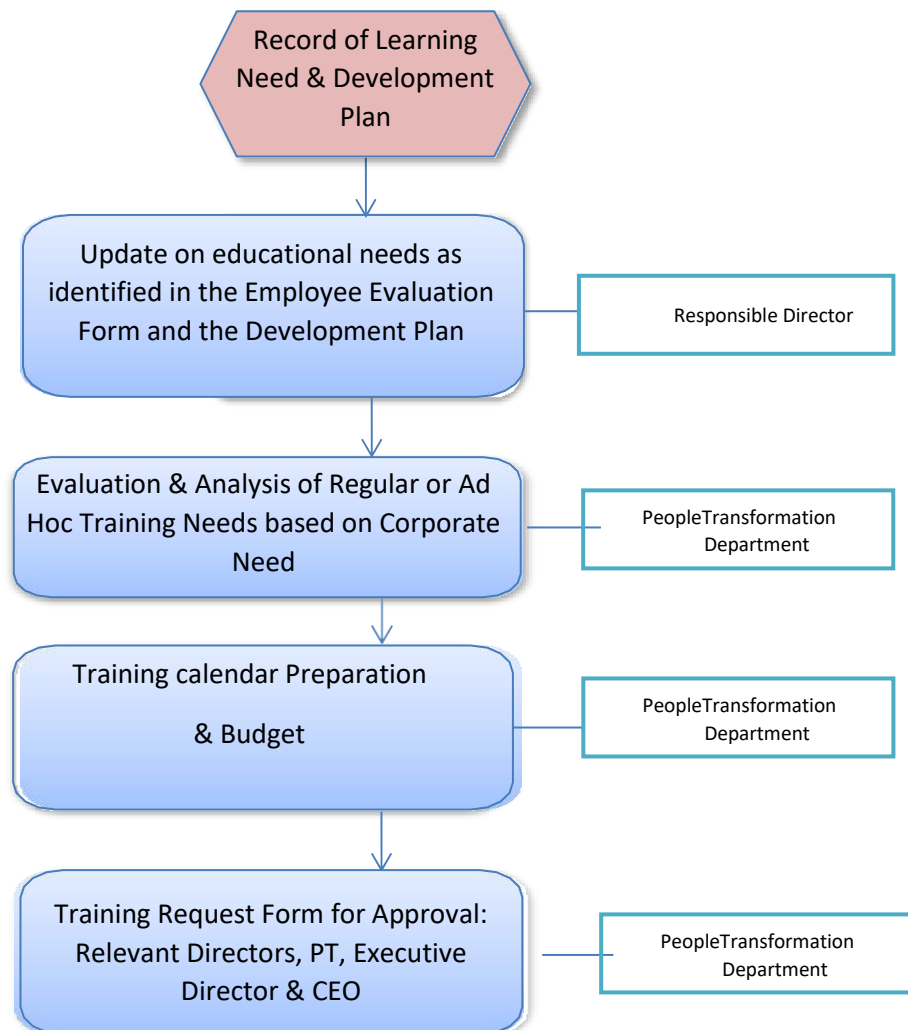 Record of Learning
Need & Development
Plan
Update on educational needs as
identified in the Employee Evaluation
Form and the Development Plan
Responsible Director
Evaluation & Analysis of Regular or Ad
Hoc Training Needs based on Corporate
Need
PeopleTransformation
Department
Training calendar Preparation
& Budget
PeopleTransformation
Department
Training Request Form for Approval:
Relevant Directors, PT, Executive
Director & CEO
PeopleTransformation
Department